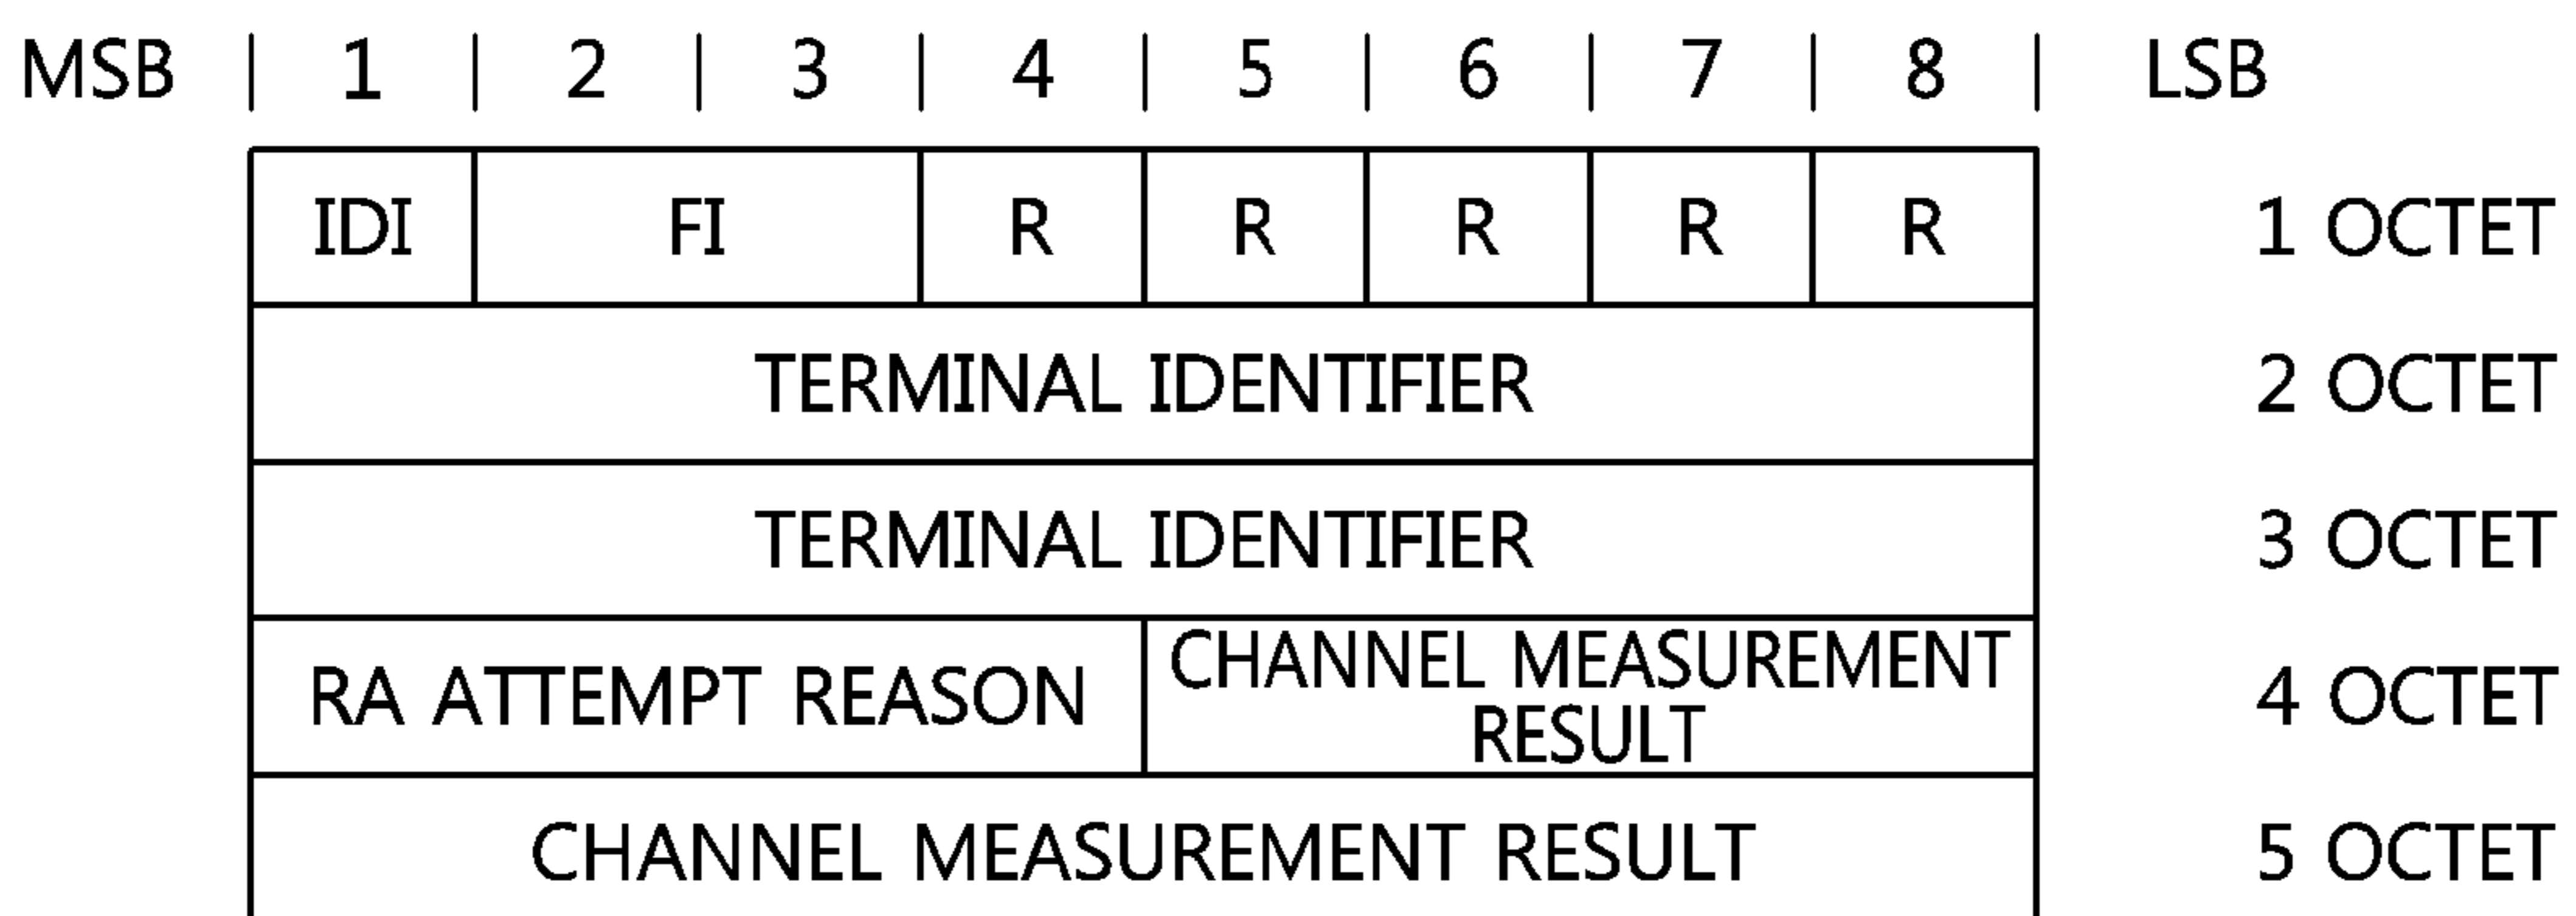 MSB | 1 | 2 | 3 | 4 | 5 | 6 | 7 | 8 | LSB
IDI FI R R R R R 1 OCTET
TERMINAL IDENTIFIER 2 OCTET
TERMINAL IDENTIFIER 3 OCTET
RA ATTEMPT REASON CHANNEL MEASUREMENT RESULT 4 OCTET
CHANNEL MEASUREMENT RESULT 5 OCTET